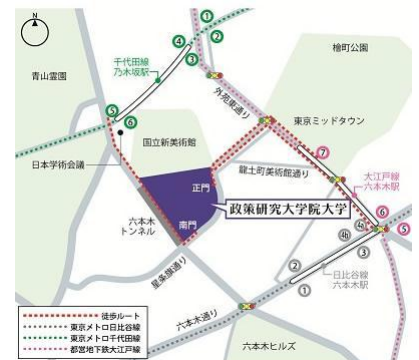 N
①
②
③
④
千代田線
乃木坂駅
檜町公園
青山霊園
外苑東通り
⑤
⑥
国立新美術館
東京ミッドタウン
日本学術会議
⑦
龍土町美術館通り
大江戸線
六本木駅
正門
政策研究大学院大学
六本木
トンネル
南門
⑥
⑤
4a
4b
③
②
①
日比谷線
六本木駅
星条旗通り
六本木通り
六本木ヒルズ
徒歩ルート
東京メトロ日比谷線
東京メトロ千代田線
都営地下鉄大江戸線